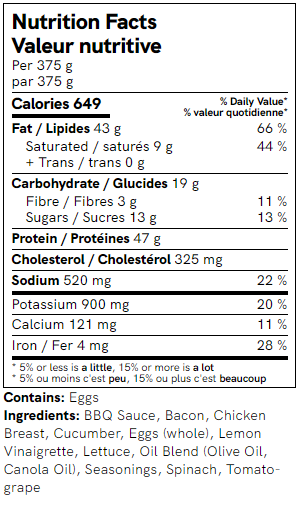 Nutrition Facts
Valeur nutritive
Per 375 g
par 375 g
Calories 649 % Daily Value*
% valeur quotidienne*
Fat / Lipides 43 g 66 %
Saturated / saturés 9 g 44 %
+ Trans / trans 0 g
Carbohydrate / Glucides 19 g
Fibre / Fibres 3 g 11 %
Sugars / Sucres 13 g 13 %
Protein / Protéines 47 g
Cholesterol / Cholestérol 325 mg
Sodium 520 mg 22 %
Potassium 900 mg 20 %
Calcium 121 mg 11 %
Iron / Fer 4 mg 28 %
* 5% or less is a little, 15% or more is a lot
* 5% ou moins c'est peu, 15% ou plus c'est beaucoup
Contains: Eggs
Ingredients: BBQ Sauce, Bacon, Chicken
Breast, Cucumber, Eggs (whole), Lemon
Vinaigrette, Lettuce, Oil Blend (Olive Oil,
Canola Oil), Seasonings, Spinach, Tomato-
grape